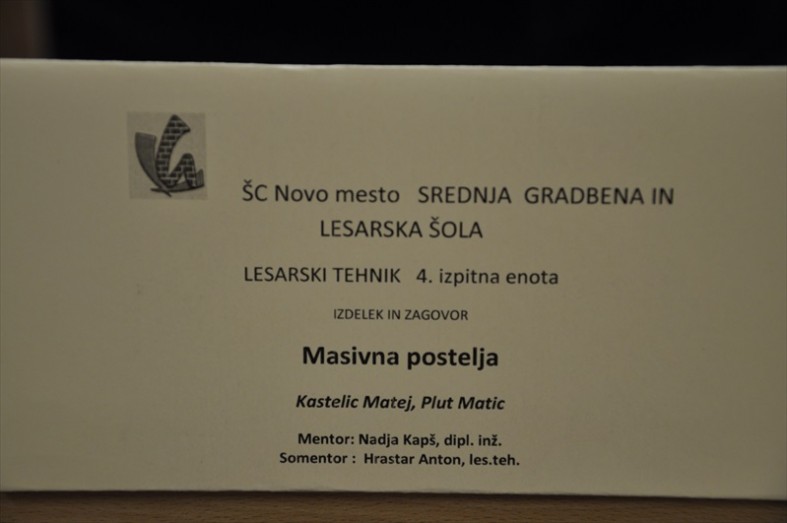 ŠC Novo mesto SREDNJA GRADBENA IN
LESARSKA ŠOLA
LESARSKI TEHNIK 4. izpitna enota
IZDELEK IN ZAGOVOR
Masivna postelja
Kastelic Matej, Plut Matic
Mentor: Nadja Kapš, dipl. inž.
Somentor : Hrastar Anton, les.teh.